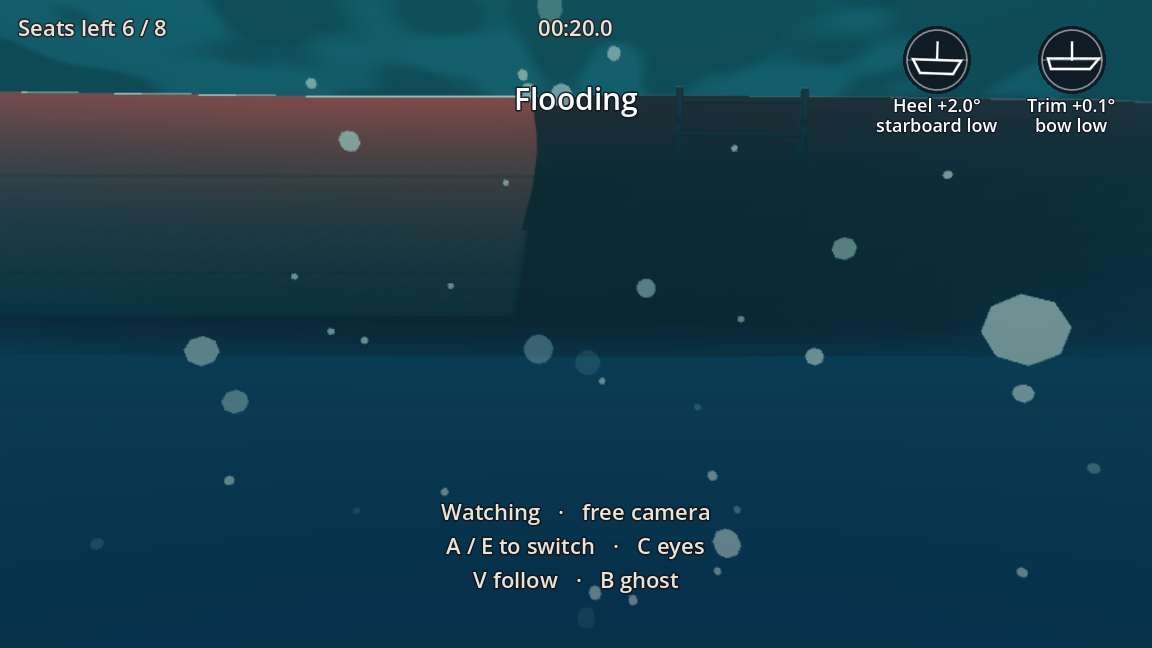 Seats left 6 / 8
00:20.0
Flooding
Heel +2.0°
starboard low
Trim +0.1°
bow low
Watching · free camera
A / E to switch · C eyes
V follow · B ghost